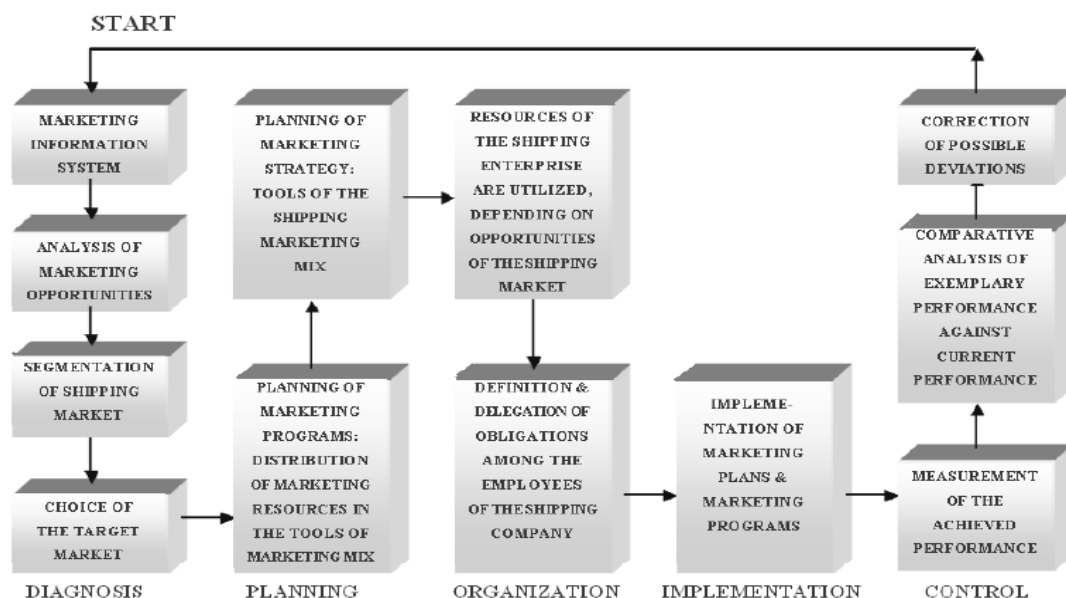 START
MARKETING
INFORMATION
SYSTEM
ANALYSIS OF
MARKETING
OPPORTUNITIES
SEGMENTATION
OF SHIPPING
MARKET
CHOICE OF
THE TARGET
MARKET
DIAGNOSIS
PLANNING OF
MARKETING
STRATEGY:
TOOLS OF THE
SHIPPING
MARKETING
MIX
PLANNING OF
MARKETING
PROGRAMS:
DISTRIBUTION
OF MARKETING
RESOURCES IN
THE TOOLS OF
MARKETING MIX
PLANNING
RESOURCES OF
THE SHIPPING
ENTERPRISE
ARE UTILIZED,
DEPENDING ON
OPPORTUNITIES
OF THE SHIPPING
MARKET
DEFINITION &
DELEGATION OF
OBLIGATIONS
AMONG THE
EMPLOYEES
OF THE SHIPPING
COMPANY
ORGANIZATION
IMPLEME-
NTATION OF
MARKETING
PLANS &
MARKETING
PROGRAMS
IMPLEMENTATION
CORRECTION
OF POSSIBLE
DEVIATIONS
COMPARATIVE
ANALYSIS OF
EXEMPLARY
PERFORMANCE
AGAINST
CURRENT
PERFORMANCE
MEASUREMENT
OF THE
ACHIEVED
PERFORMANCE
CONTROL